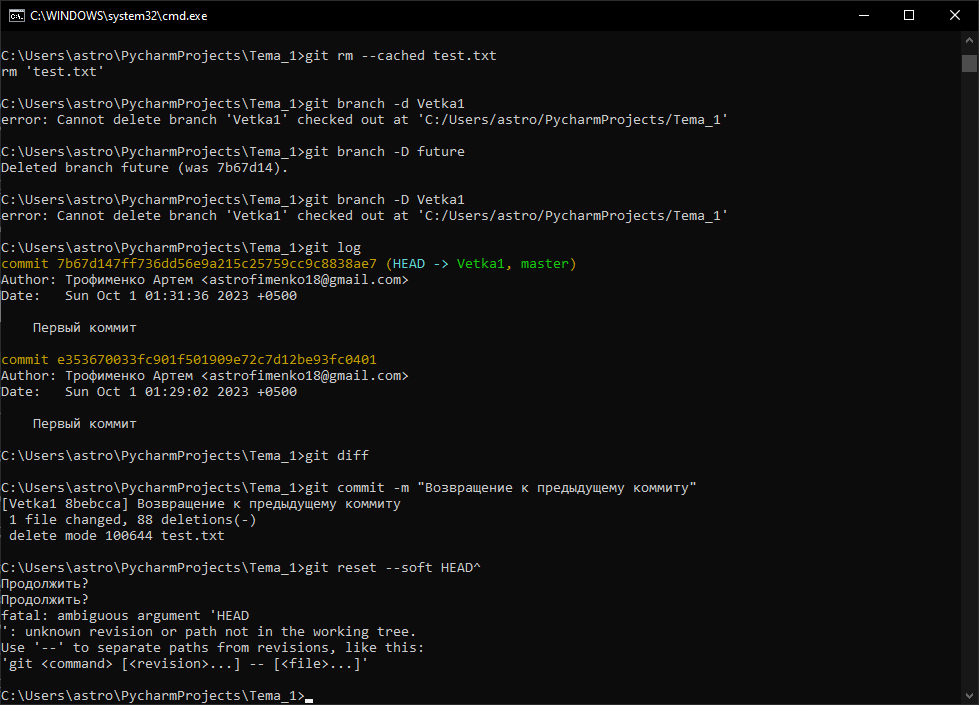 C:\WINDOWS\system32\cmd.exe
C:\Users\astro\PycharmProjects\Tema_1>git rm --cached test.txt
rm 'test.txt'
C:\Users\astro\PycharmProjects\Tema_1>git branch -d Vetka1
error: Cannot delete branch 'Vetka1' checked out at 'C:/Users/astro/PycharmProjects/Tema_1'
C:\Users\astro\PycharmProjects\Tema_1>git branch -D future
Deleted branch future (was 7b67d14).
C:\Users\astro\PycharmProjects\Tema_1>git branch -D Vetka1
error: Cannot delete branch 'Vetka1' checked out at 'C:/Users/astro/PycharmProjects/Tema_1'
C:\Users\astro\PycharmProjects\Tema_1>git log
commit 7b67d147ff736dd56e9a215c25759cc9c8838ae7 (HEAD -> Vetka1, master)
Author: Трофименко Артем <astrofimenko18@gmail.com>
Date:   Sun Oct 1 01:31:36 2023 +0500
Первый коммит
commit e353670033fc901f501909e72c7d12be93fc0401
Author: Трофименко Артем <astrofimenko18@gmail.com>
Date:   Sun Oct 1 01:29:02 2023 +0500
Первый коммит
C:\Users\astro\PycharmProjects\Tema_1>git diff
C:\Users\astro\PycharmProjects\Tema_1>git commit -m "Возвращение к предыдущему коммиту"
[Vetka1 8bebcca] Возвращение к предыдущему коммиту
1 file changed, 88 deletions(-)
delete mode 100644 test.txt
C:\Users\astro\PycharmProjects\Tema_1>git reset --soft HEAD^
Продолжить?
Продолжить?
fatal: ambiguous argument 'HEAD
': unknown revision or path not in the working tree.
Use '--' to separate paths from revisions, like this:
'git <command> [<revision>...] -- [<file>...]'
C:\Users\astro\PycharmProjects\Tema_1>